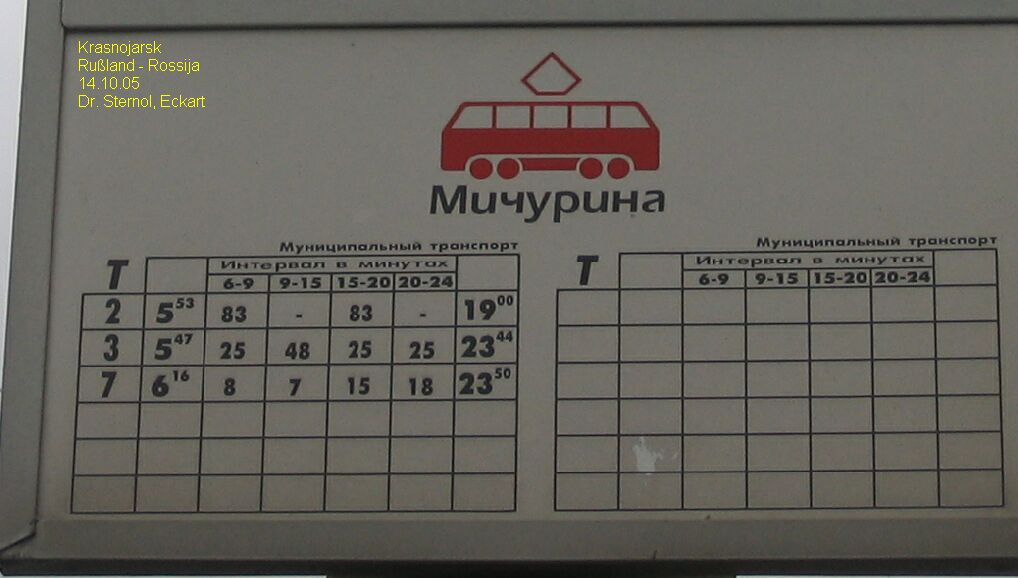 Krasnojarsk
Rußland - Rossija
14.10.05
Dr. Sternol, Eckart
Мичурина
Муниципальный транспорт
Т Интервал в минутах
6-9 9-15 15-20 20-24
2 5 53 83 - 83 - 19 00
3 5 47 25 48 25 25 23 44
7 6 16 8 7 15 18 23 50
Муниципальный транспорт
Т Интервал в минутах
6-9 9-15 15-20 20-24